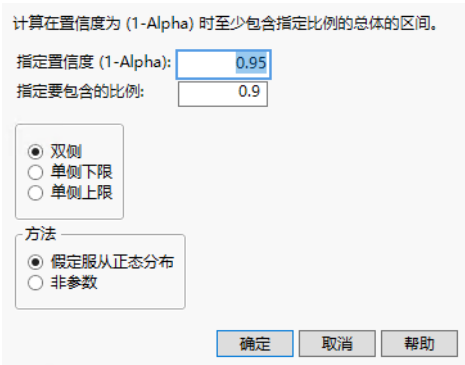 计算在置信度为 (1-Alpha) 时至少包含指定比例的总体的区间。
指定置信度 (1-Alpha): 0.95
指定要包含的比例: 0.9
双侧
单侧下限
单侧上限
方法
假定服从正态分布
非参数
确定 取消 帮助